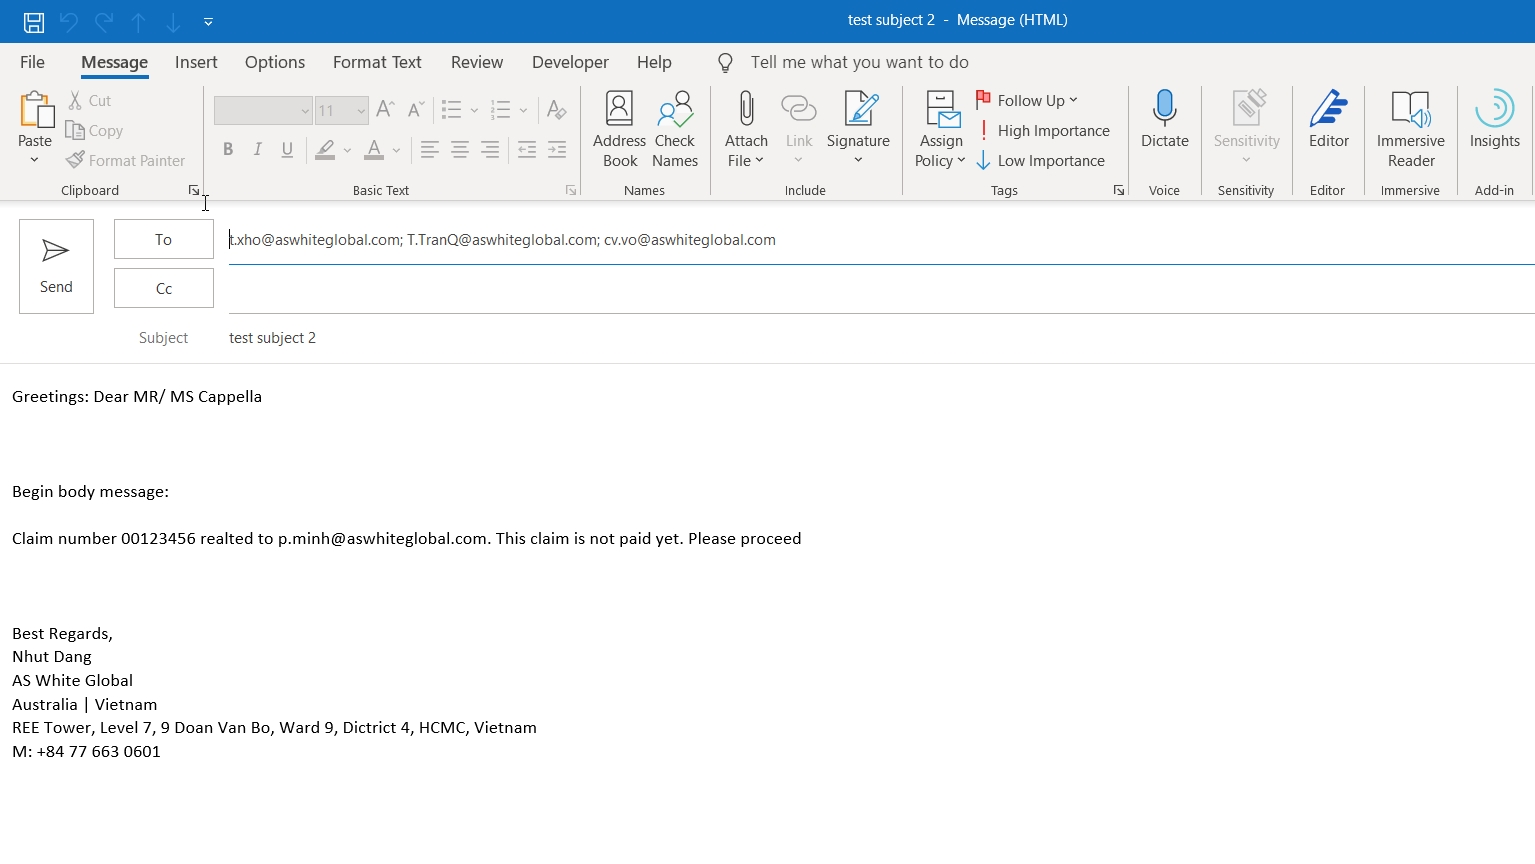 test subject 2 - Message (HTML)
File Message Insert Options Format Text Review Developer Help Tell me what you want to do
Paste
Cut
Copy
Format Painter
Clipboard
11
B I U A
Basic Text
Address Book
Check Names
Names
Attach File
Link
Signature
Include
Assign Policy
Follow Up
High Importance
Low Importance
Tags
Dictate
Voice
Sensitivity
Sensitivity
Editor
Editor
Immersive Reader
Immersive
Insights
Add-in
Send
To
t.xho@aswhiteglobal.com; T.TranQ@aswhiteglobal.com; cv.vo@aswhiteglobal.com
Cc
Subject
test subject 2
Greetings: Dear MR/ MS Cappella
Begin body message:
Claim number 00123456 realted to p.minh@aswhiteglobal.com. This claim is not paid yet. Please proceed
Best Regards,
Nhut Dang
AS White Global
Australia | Vietnam
REE Tower, Level 7, 9 Doan Van Bo, Ward 9, Dictrict 4, HCMC, Vietnam
M: +84 77 663 0601